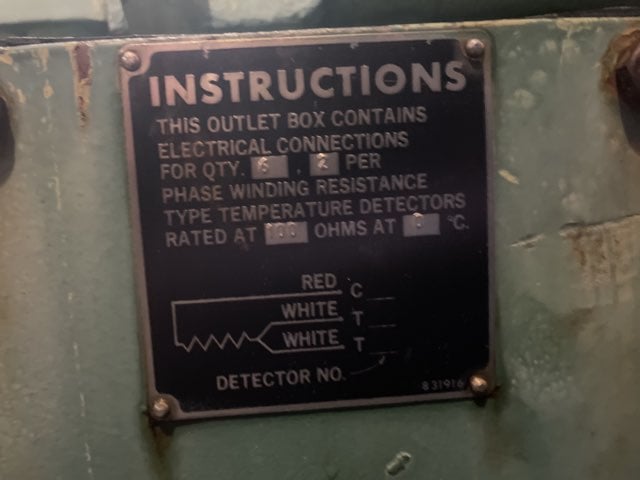 INSTRUCTIONS
THIS OUTLET BOX CONTAINS
ELECTRICAL CONNECTIONS
FOR QTY. 6 , 2 PER
PHASE WINDING RESISTANCE
TYPE TEMPERATURE DETECTORS
RATED AT 100 OHMS AT 0 °C.
RED C
WHITE T
WHITE T
DETECTOR NO.
831916